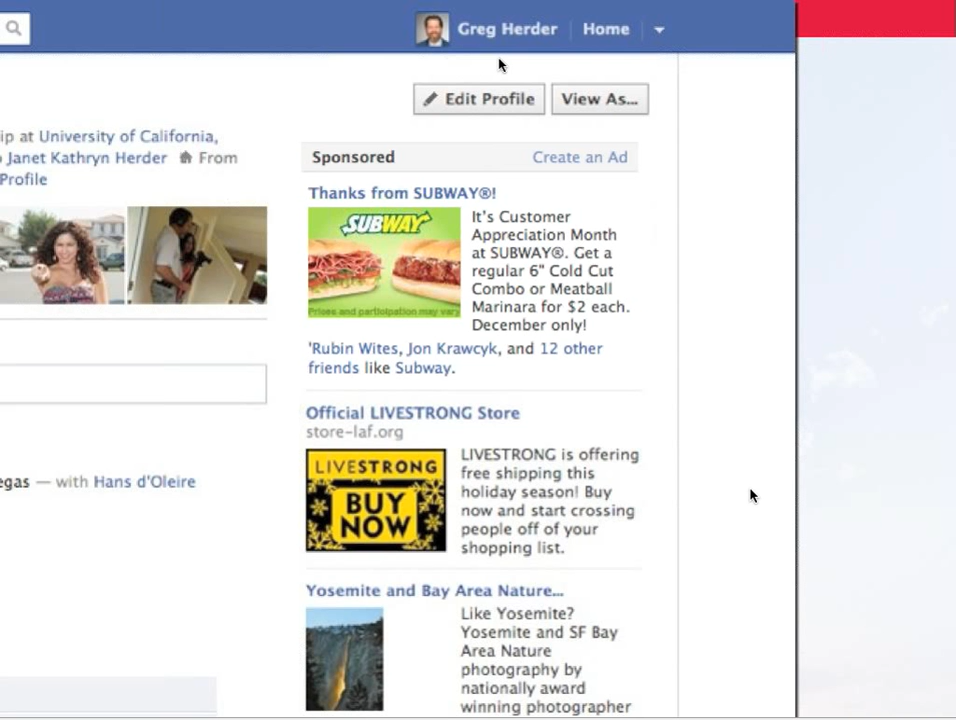 Greg Herder
Home
Edit Profile
View As...
ip at University of California,
Janet Kathryn Herder
From
Profile
Sponsored
Create an Ad
Thanks from SUBWAY®!
SUBWAY
Prices and participation may vary
It's Customer
Appreciation Month
at SUBWAY®. Get a
regular 6" Cold Cut
Combo or Meatball
Marinara for $2 each.
December only!
'Rubin Wites, Jon Krawcyk, and 12 other
friends like Subway.
Official LIVESTRONG Store
store-laf.org
LIVESTRONG
BUY
NOW
LIVESTRONG is offering
free shipping this
holiday season! Buy
now and start crossing
people off of your
shopping list.
egas — with Hans d'Oleire
Yosemite and Bay Area Nature...
Like Yosemite?
Yosemite and SF Bay
Area Nature
photography by
nationally award
winning photographer